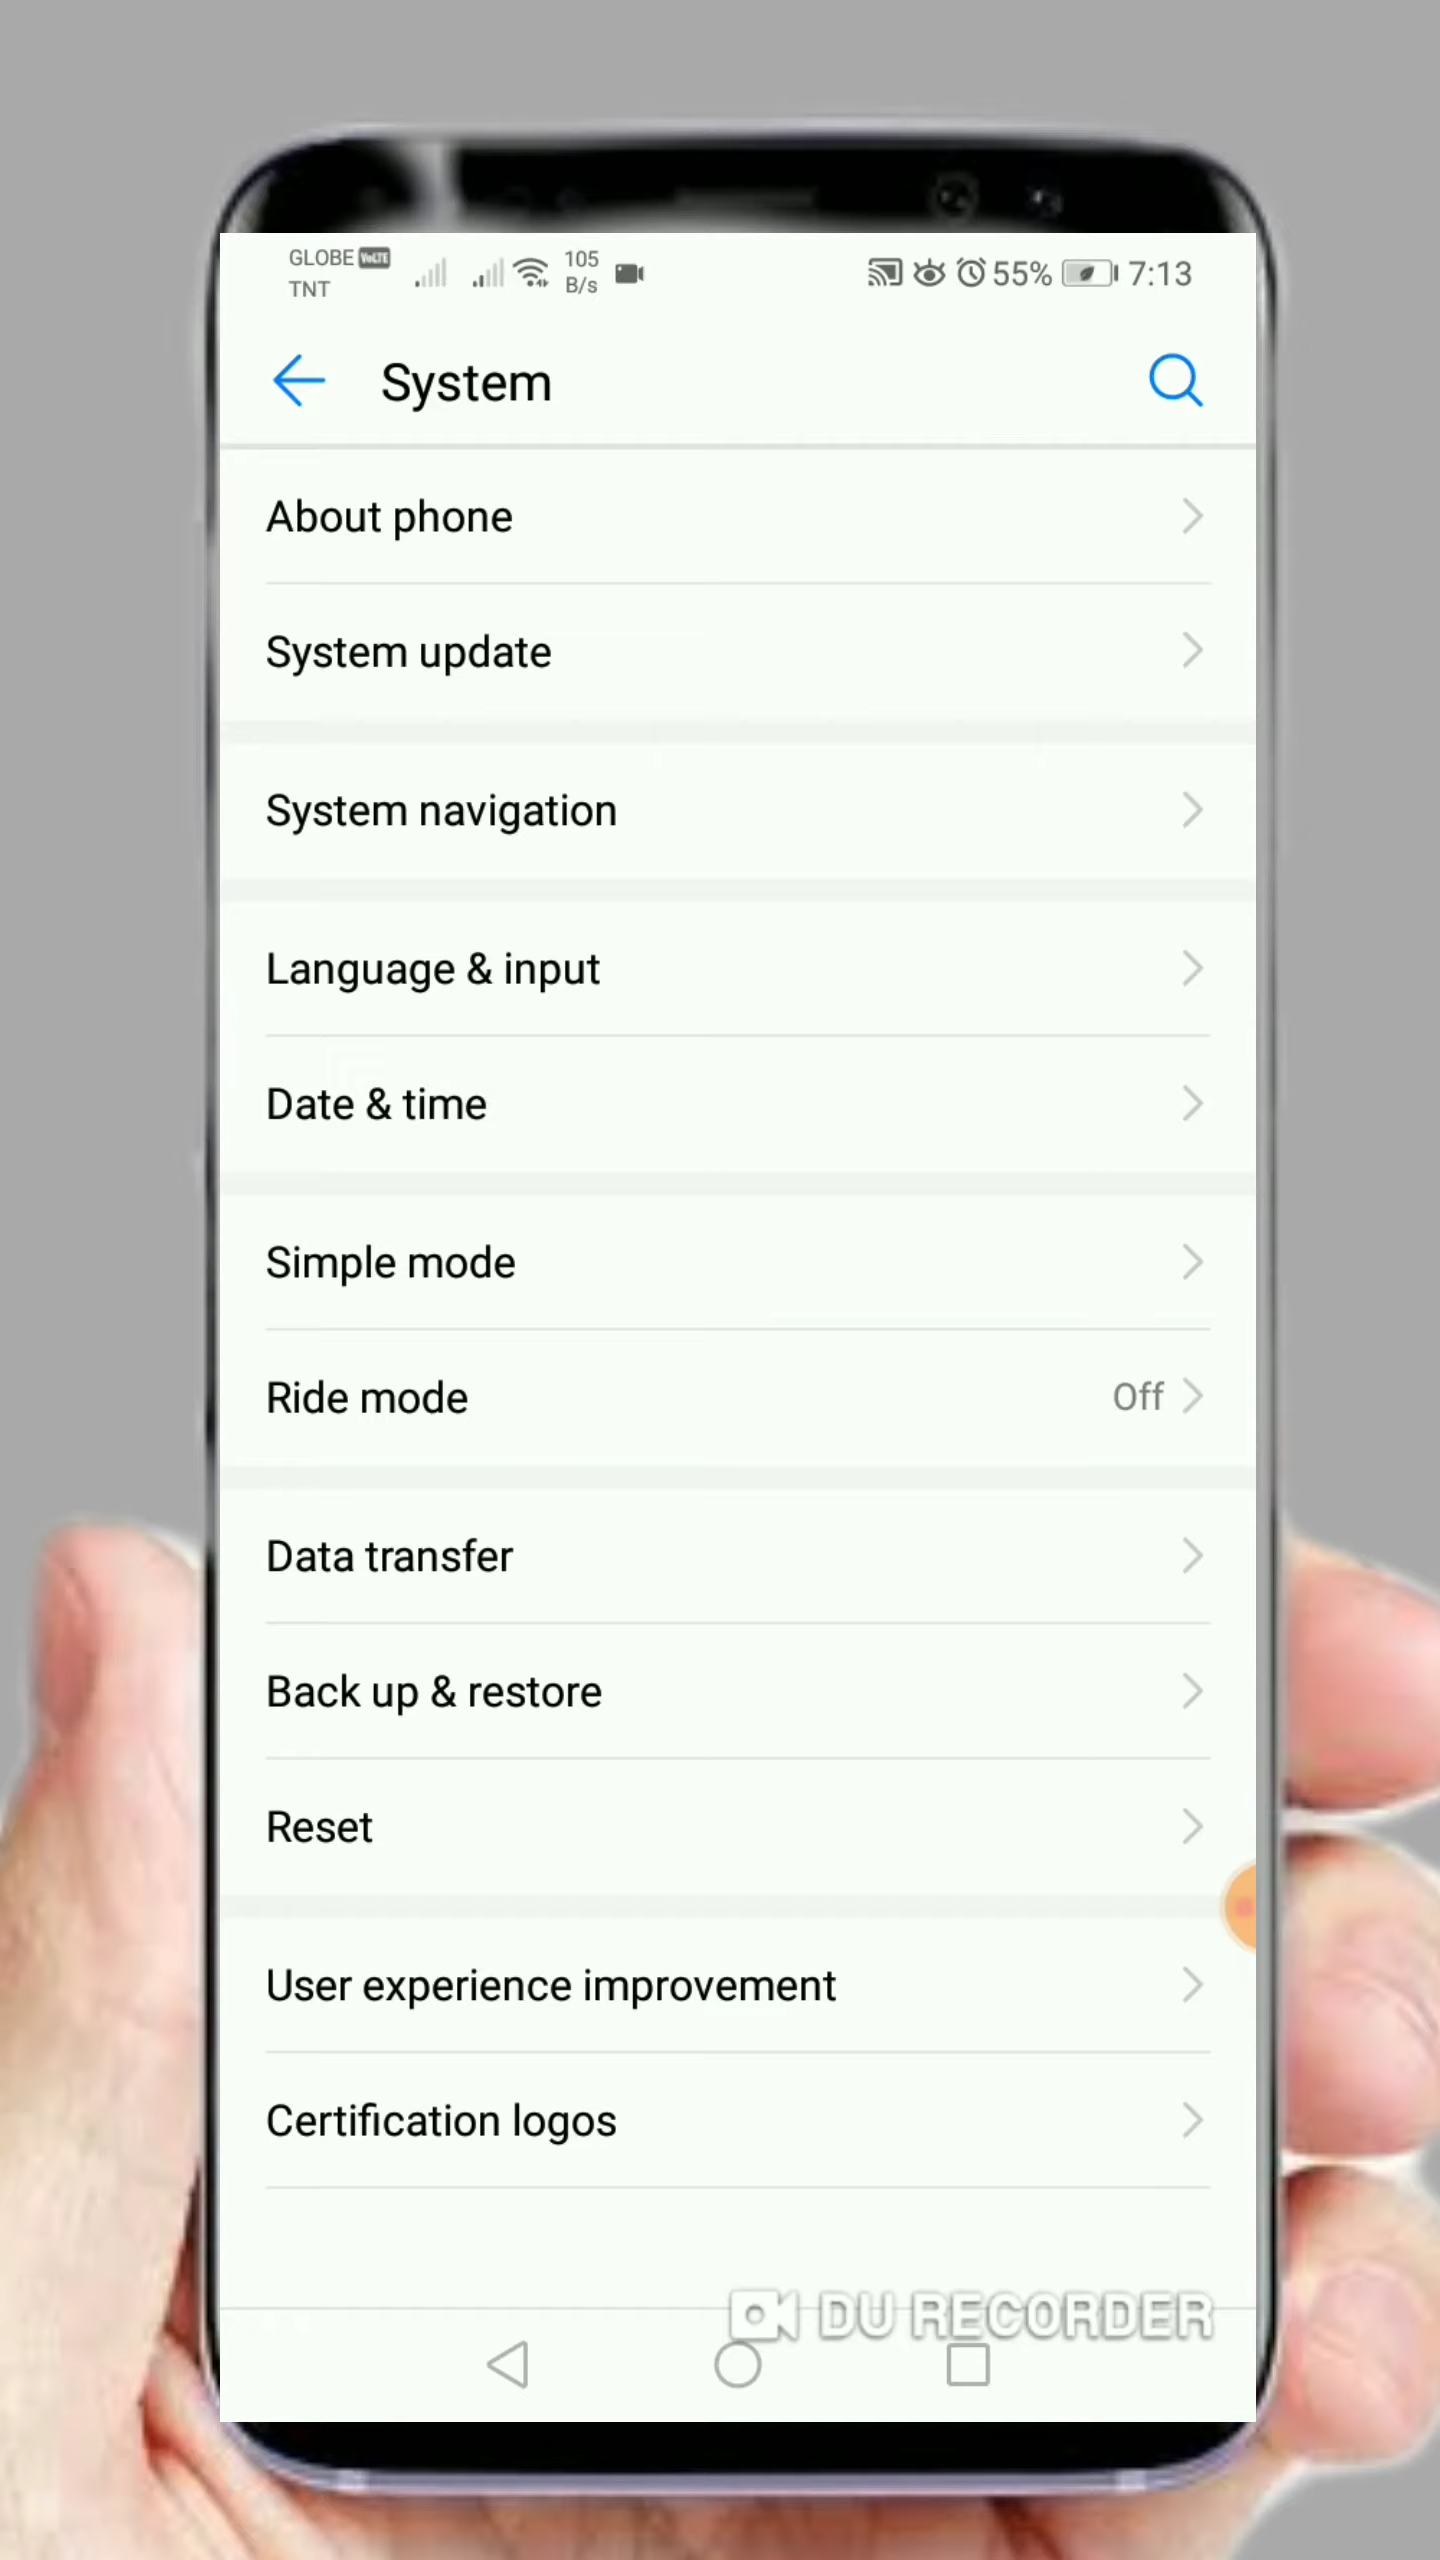 GLOBE VoLTE
TNT
105
B/s
55%
7:13
System
About phone
System update
System navigation
Language & input
Date & time
Simple mode
Ride mode
Off
Data transfer
Back up & restore
Reset
User experience improvement
Certification logos
DU RECORDER